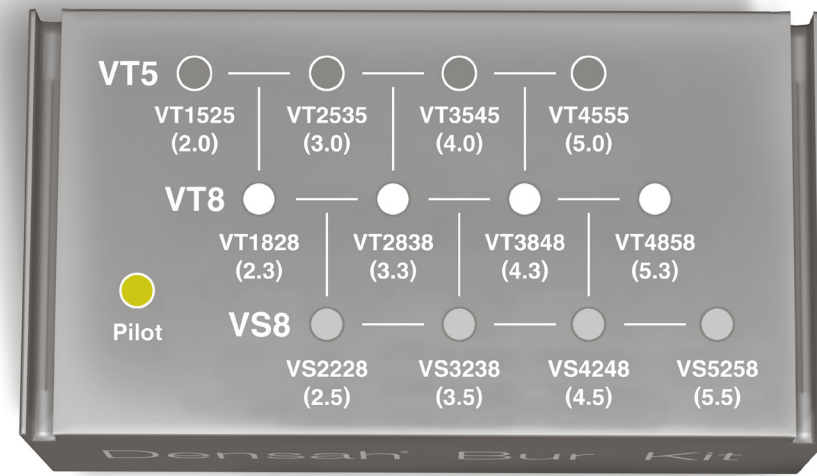 VT5
VT1525 VT2535 VT3545 VT4555
(2.0) (3.0) (4.0) (5.0)
VT8
VT1828 VT2838 VT3848 VT4858
(2.3) (3.3) (4.3) (5.3)
Pilot
VS8
VS2228 VS3238 VS4248 VS5258
(2.5) (3.5) (4.5) (5.5)
Densah® Bur Kit